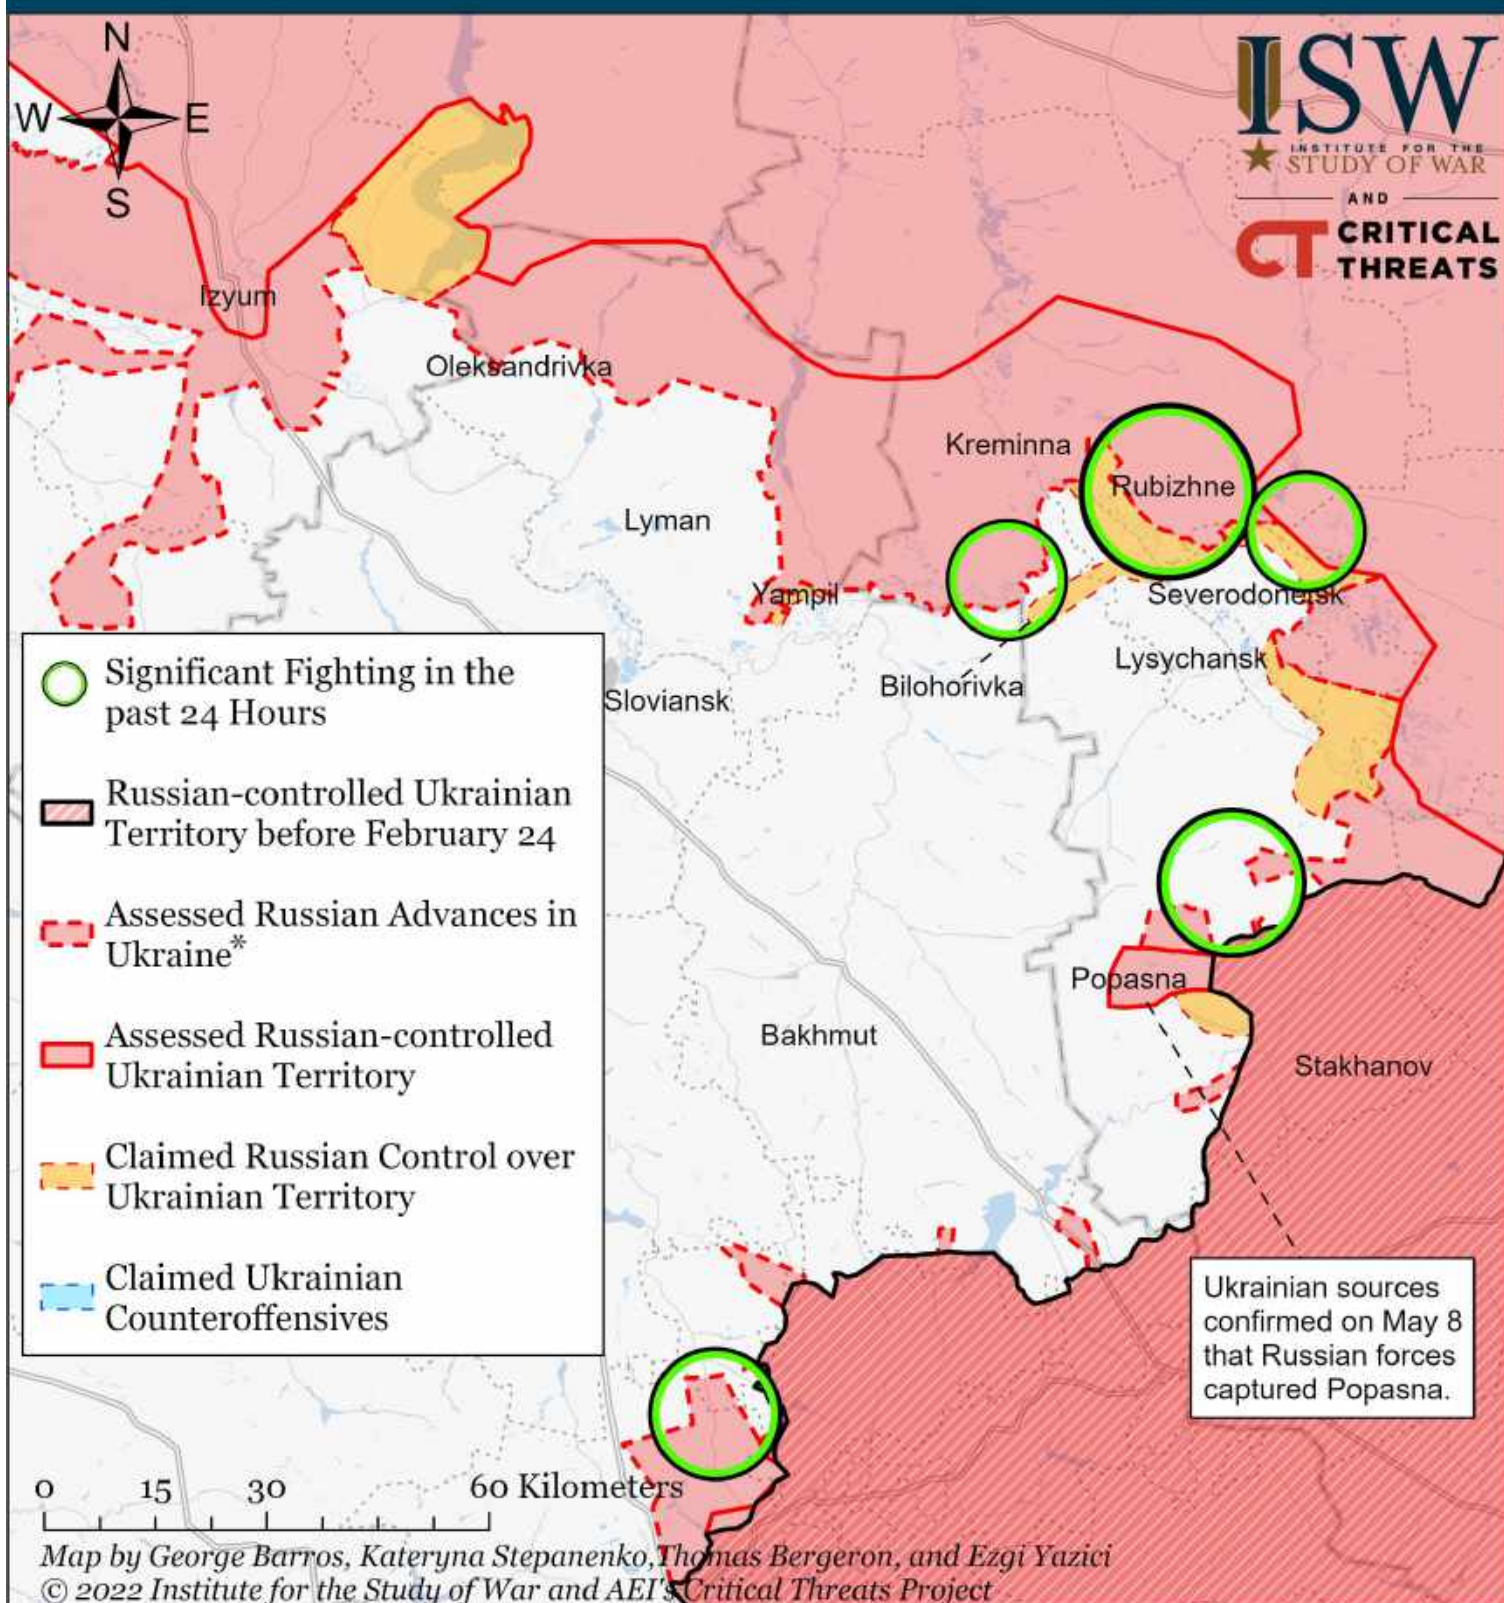 N
W
E
S
ISW
INSTITUTE FOR THE
STUDY OF WAR
AND
CT CRITICAL
THREATS
Izyum
Oleksandrivka
Kreminna
Rubizhne
Lyman
Yampil
Severodonetsk
Lysychansk
Bilohorivka
Sloviansk
Popasna
Bakhmut
Stakhanov
Significant Fighting in the
past 24 Hours
Russian-controlled Ukrainian
Territory before February 24
Assessed Russian Advances in
Ukraine*
Assessed Russian-controlled
Ukrainian Territory
Claimed Russian Control over
Ukrainian Territory
Claimed Ukrainian
Counteroffensives
Ukrainian sources
confirmed on May 8
that Russian forces
captured Popasna.
0 15 30 60 Kilometers
Map by George Barros, Kateryna Stepanenko, Thomas Bergeron, and Ezgi Yazici
© 2022 Institute for the Study of War and AEI's Critical Threats Project